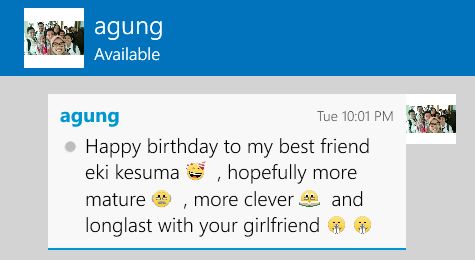 agung
Available
agung
Tue 10:01 PM
Happy birthday to my best friend
eki kesuma , hopefully more
mature , more clever and
longlast with your girlfriend